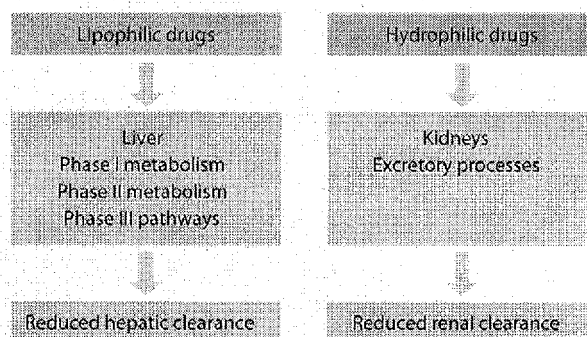 Lipophilic drugs
Hydrophilic drugs
Liver
Phase I metabolism
Phase II metabolism
Phase III pathways
Kidneys
Excretory processes
Reduced hepatic clearance
Reduced renal clearance